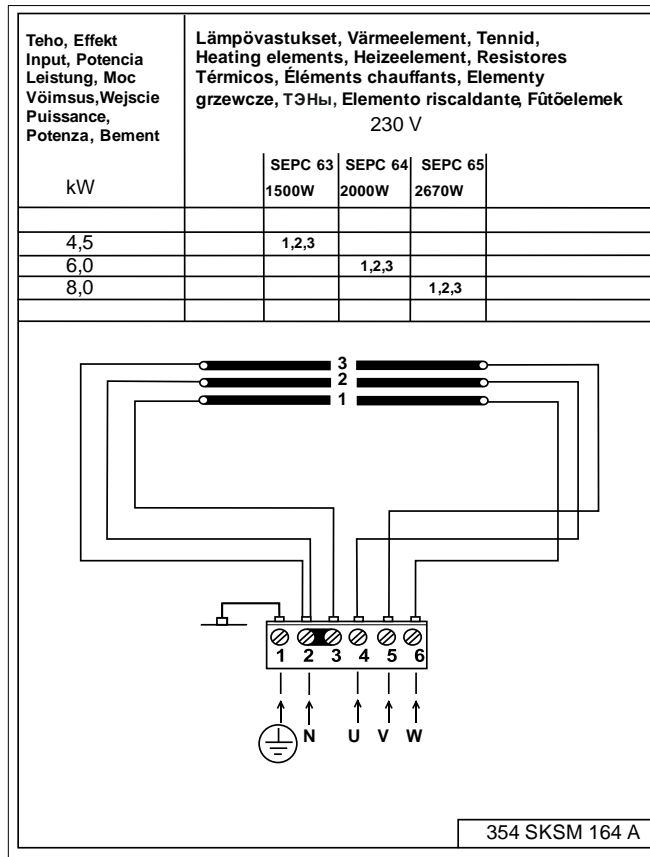 Teho, Effekt
Input, Potencia
Leistung, Moc
Vöimsus,Wejscie
Puissance,
Potenza, Bement
kW
Lämpövastukset, Värmeelement, Tennid,
Heating elements, Heizeelement, Resistores
Térmicos, Éléments chauffants, Elementy
grzewcze, ТЭНы, Elemento riscaldante, Fûtõelemek
230 V
SEPC 63 SEPC 64 SEPC 65
1500W 2000W 2670W
4,5 1,2,3
6,0 1,2,3
8,0 1,2,3
3
2
1
1 2 3 4 5 6
N U V W
354 SKSM 164 A